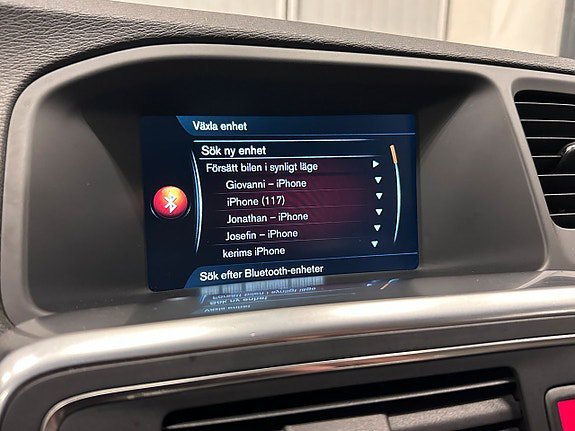 Växla enhet
Sök ny enhet
Försätt bilen i synligt läge
Giovanni – iPhone
iPhone (117)
Jonathan – iPhone
Josefin – iPhone
kerims iPhone
Sök efter Bluetooth-enheter